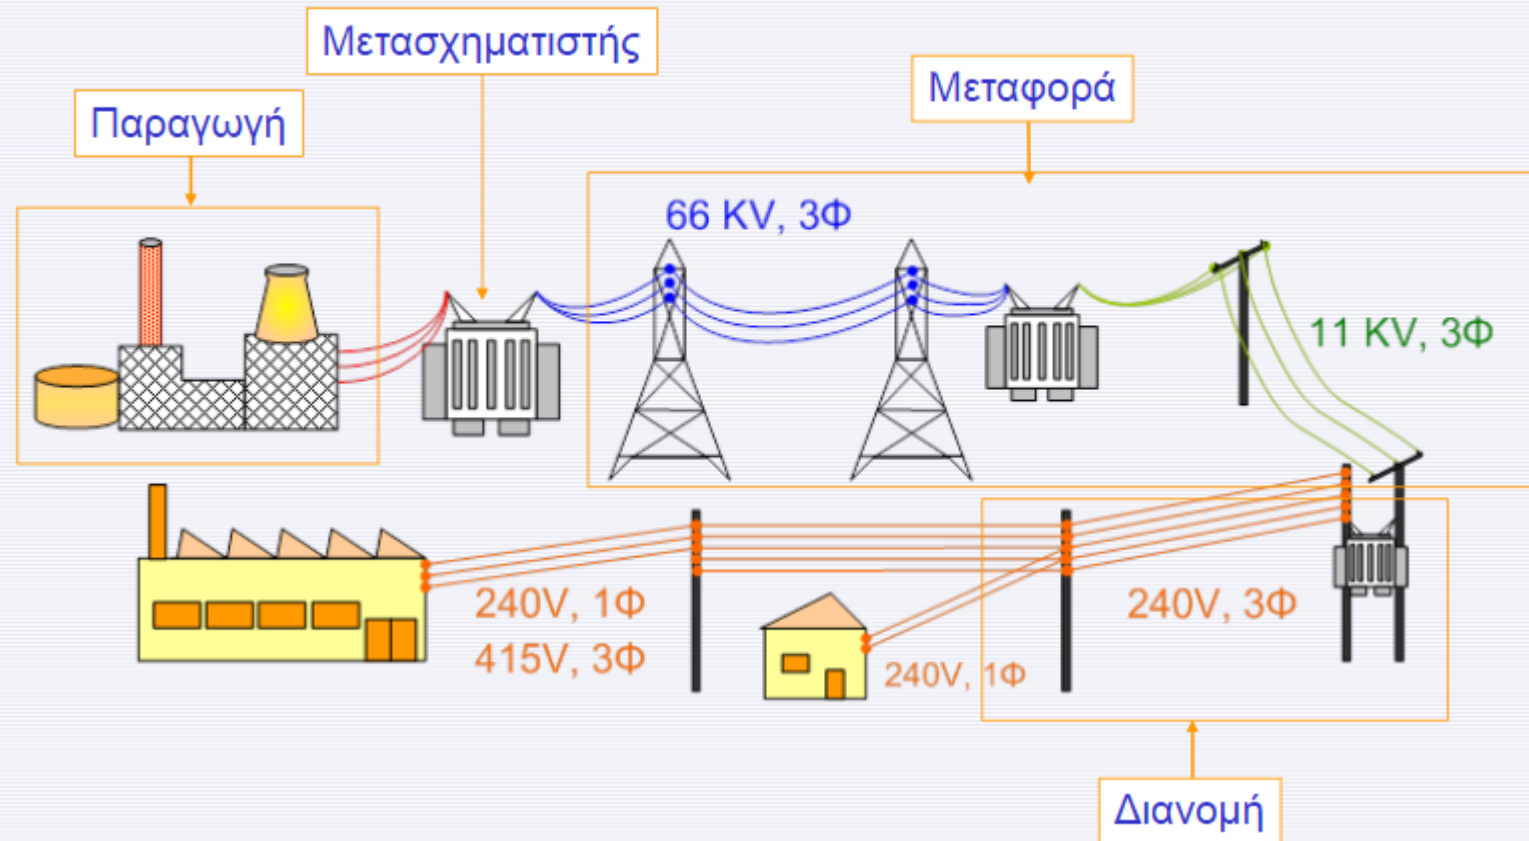 Μετασχηματιστής
Μεταφορά
Παραγωγή
66 KV, 3Φ
11 KV, 3Φ
240V, 1Φ
415V, 3Φ
240V, 1Φ
240V, 3Φ
Διανομή